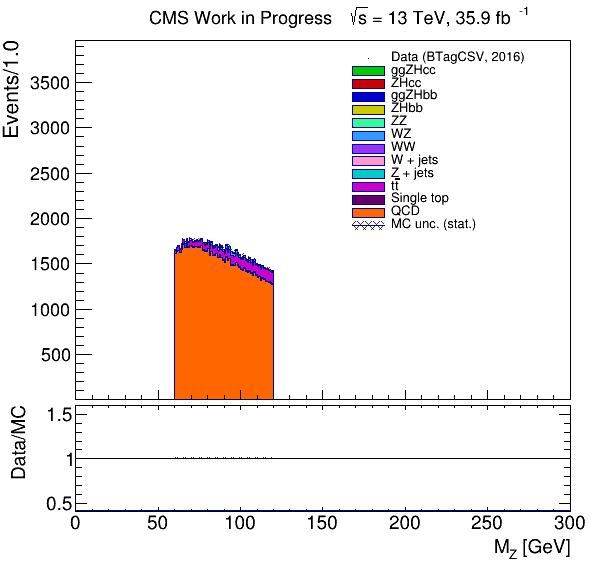 CMS Work in Progress √s = 13 TeV, 35.9 fb -1
Events/1.0
3500
3000
2500
2000
1500
1000
500
Data (BTagCSV, 2016)
ggZHcc
ZHcc
ggZHbb
ZHbb
ZZ
WZ
WW
W + jets
Z + jets
tt̅
Single top
QCD
MC unc. (stat.)
Data/MC
1.5
1
0.5
0 50 100 150 200 250 300
M_Z [GeV]